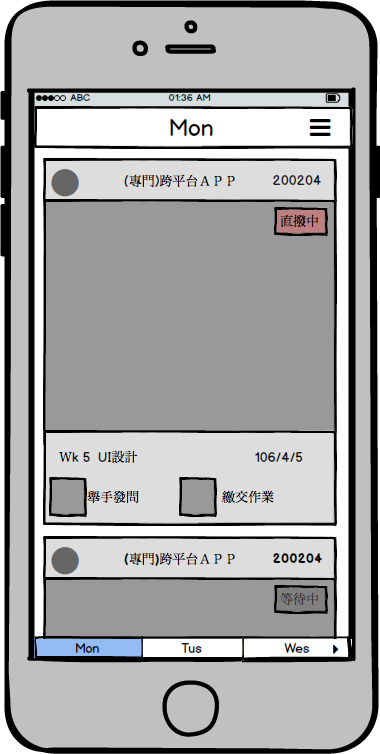 ABC 01:36 AM
Mon
(專門)跨平台ＡＰＰ 200204
直撥中
Wk 5 UI設計 106/4/5
舉手發問 繳交作業
(專門)跨平台ＡＰＰ 200204
等待中
Mon Tus Wes